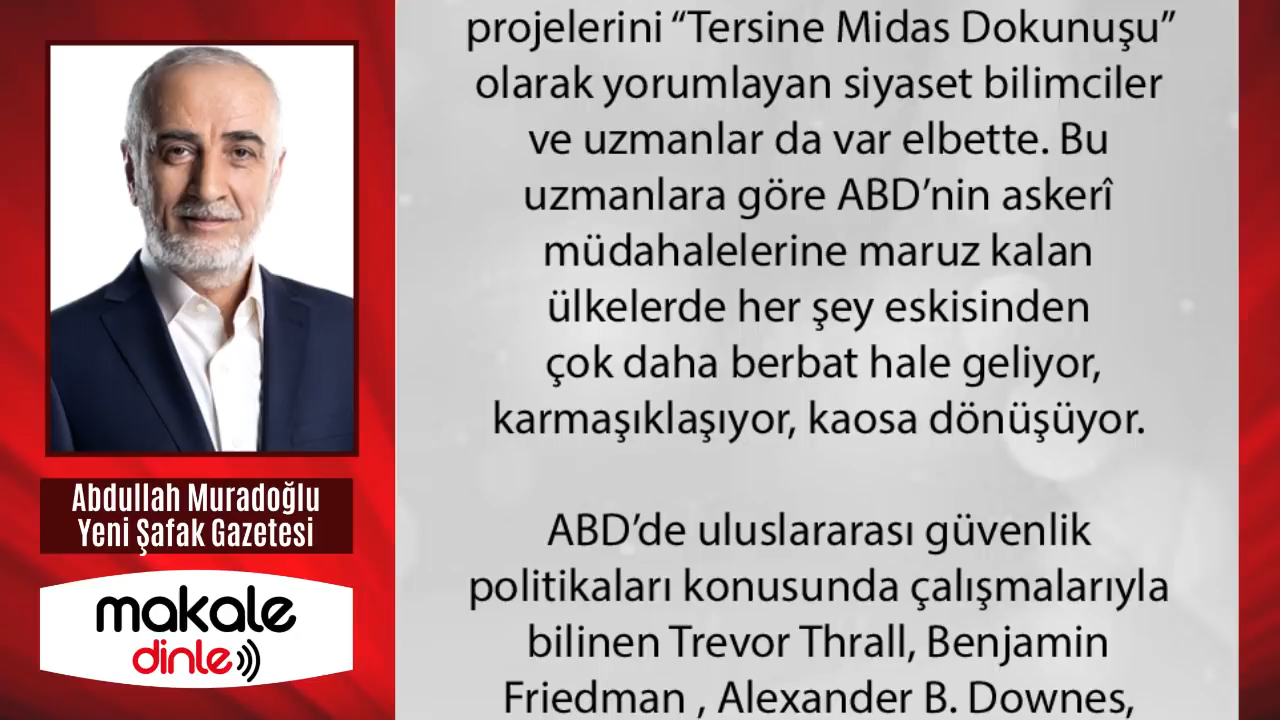 projelerini “Tersine Midas Dokunuşu”
olarak yorumlayan siyaset bilimciler
ve uzmanlar da var elbette. Bu
uzmanlara göre ABD’nin askerî
müdahalelerine maruz kalan
ülkelerde her şey eskisinden
çok daha berbat hale geliyor,
karmaşıklaşıyor, kaosa dönüşüyor.
ABD’de uluslararası güvenlik
politikaları konusunda çalışmalarıyla
bilinen Trevor Thrall, Benjamin
Friedman , Alexander B. Downes,
Abdullah Muradoğlu
Yeni Şafak Gazetesi
makale
dinle